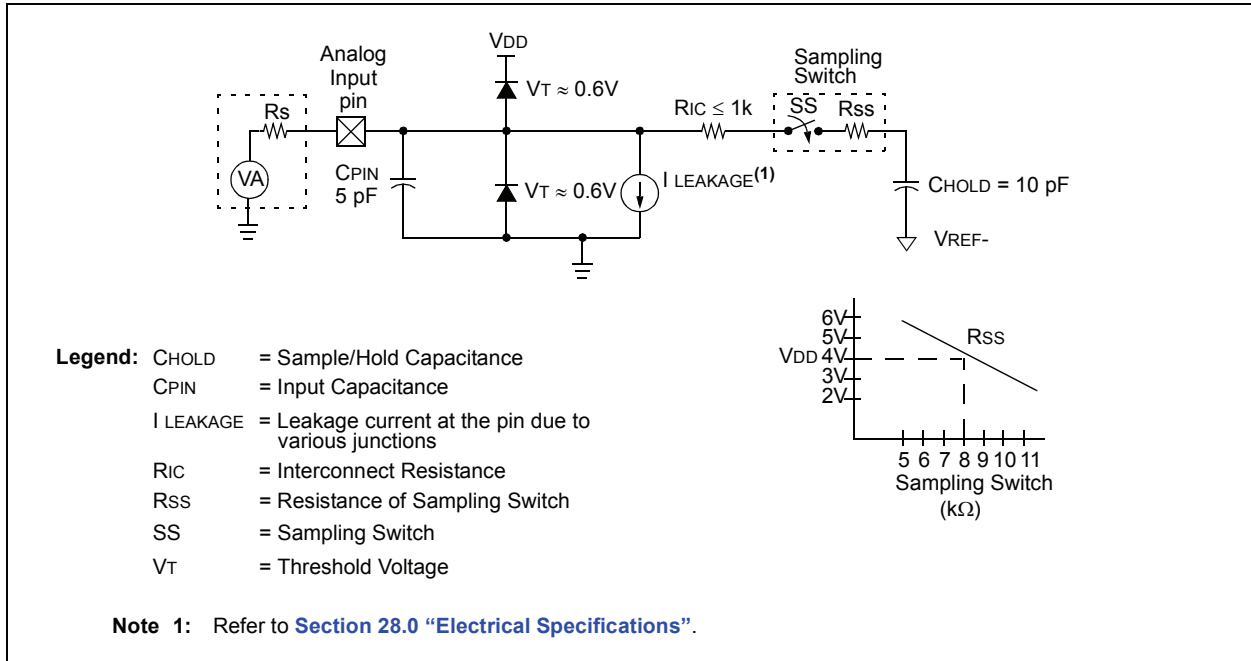 VDD
Analog
Input
pin
Sampling
Switch
Rs
VT ≈ 0.6V
RIC ≤ 1k
SS
Rss
VA
CPIN
5 pF
VT ≈ 0.6V
I LEAKAGE(1)
CHOLD = 10 pF
VREF-
6V
5V
VDD 4V
3V
2V
RSS
5 6 7 8 9 10 11
Sampling Switch
(kΩ)
Legend: CHOLD = Sample/Hold Capacitance
CPIN = Input Capacitance
I LEAKAGE = Leakage current at the pin due to
various junctions
RIC = Interconnect Resistance
RSS = Resistance of Sampling Switch
SS = Sampling Switch
VT = Threshold Voltage
Note 1: Refer to Section 28.0 “Electrical Specifications”.